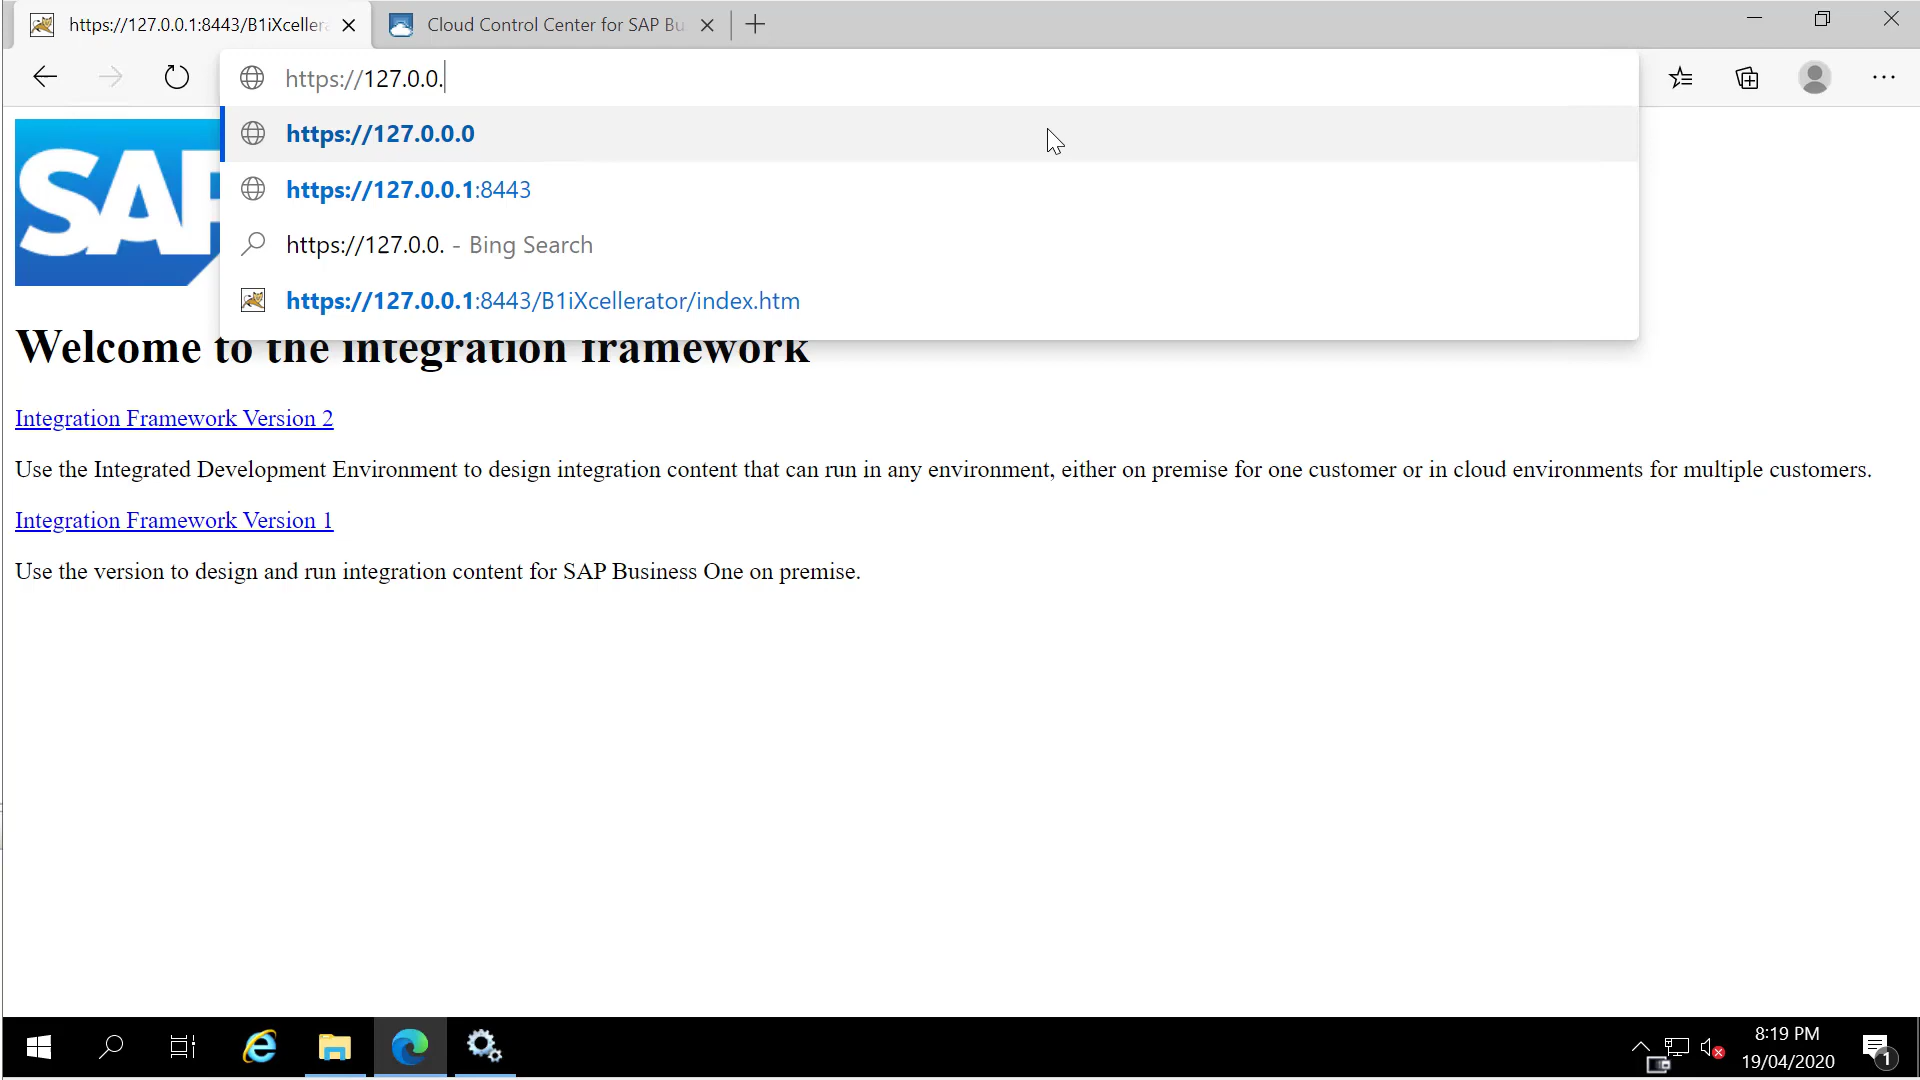 https://127.0.0.1:8443/B1iXceller
Cloud Control Center for SAP Bu
https://127.0.0.
https://127.0.0.0
https://127.0.0.1:8443
https://127.0.0. - Bing Search
https://127.0.0.1:8443/B1iXcellerator/index.htm
SAP
Welcome to the integration framework
Integration Framework Version 2
Use the Integrated Development Environment to design integration content that can run in any environment, either on premise for one customer or in cloud environments for multiple customers.
Integration Framework Version 1
Use the version to design and run integration content for SAP Business One on premise.
8:19 PM
19/04/2020
1